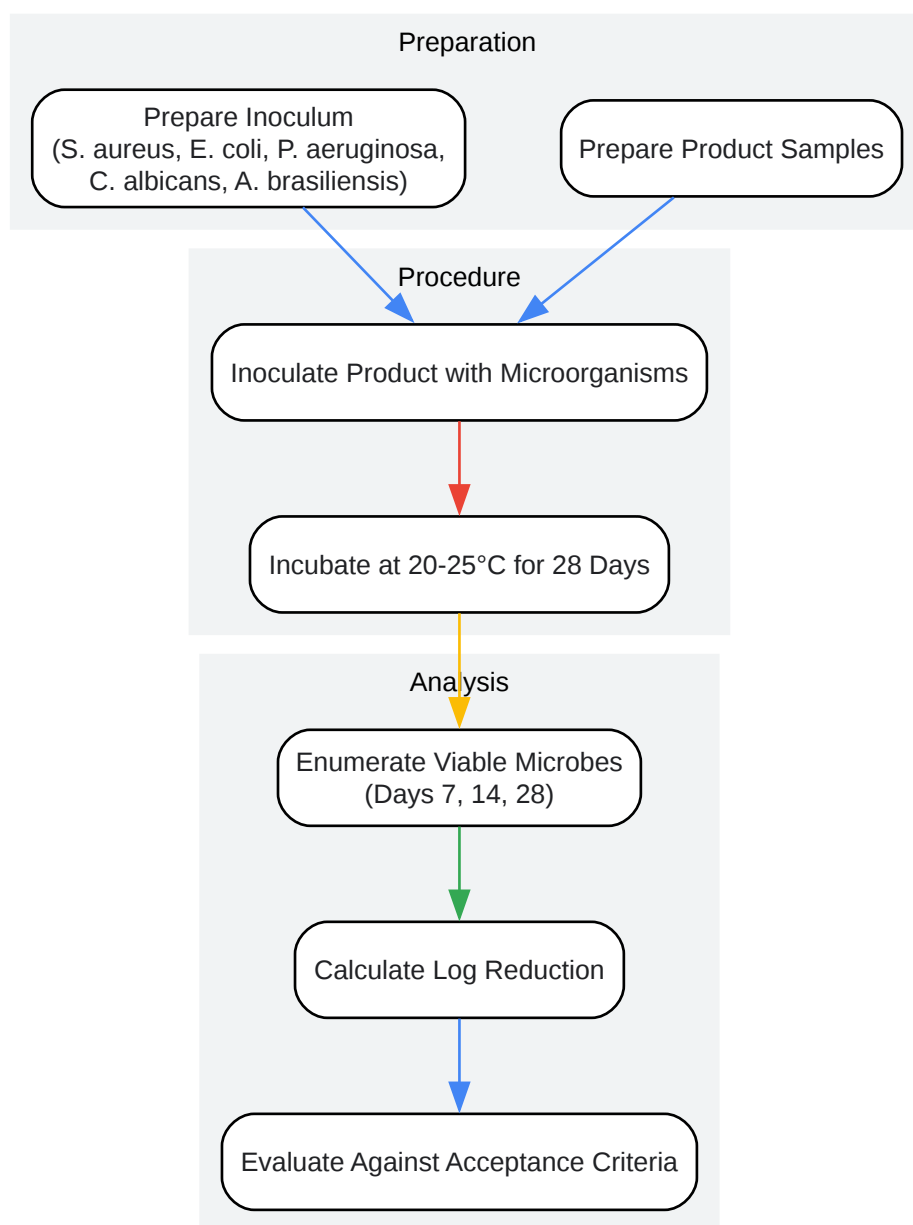 Preparation
Prepare Inoculum
(S. aureus, E. coli, P. aeruginosa,
C. albicans, A. brasiliensis)
Prepare Product Samples
Procedure
Inoculate Product with Microorganisms
Incubate at 20-25°C for 28 Days
Analysis
Enumerate Viable Microbes
(Days 7, 14, 28)
Calculate Log Reduction
Evaluate Against Acceptance Criteria